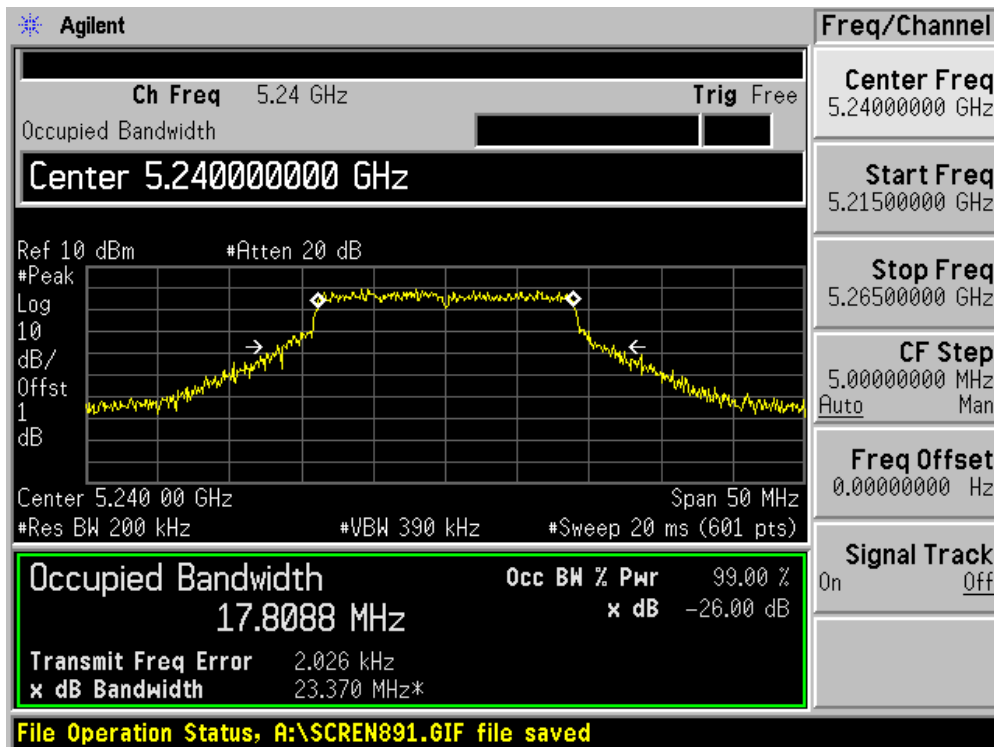 Agilent
Freq/Channel
Ch Freq 5.24 GHz Trig Free
Occupied Bandwidth
Center 5.240000000 GHz
Ref 10 dBm #Atten 20 dB
#Peak
Log
10
dB/
Offst
1
dB
Center 5.240 00 GHz Span 50 MHz
#Res BW 200 kHz #VBW 390 kHz #Sweep 20 ms (601 pts)
Occupied Bandwidth
17.8088 MHz
Occ BW % Pwr 99.00 %
x dB -26.00 dB
Transmit Freq Error 2.026 kHz
x dB Bandwidth 23.370 MHz*
File Operation Status, A:\SCREN891.GIF file saved
Center Freq
5.24000000 GHz
Start Freq
5.21500000 GHz
Stop Freq
5.26500000 GHz
CF Step
5.00000000 MHz
Auto Man
Freq Offset
0.00000000 Hz
Signal Track
On Off